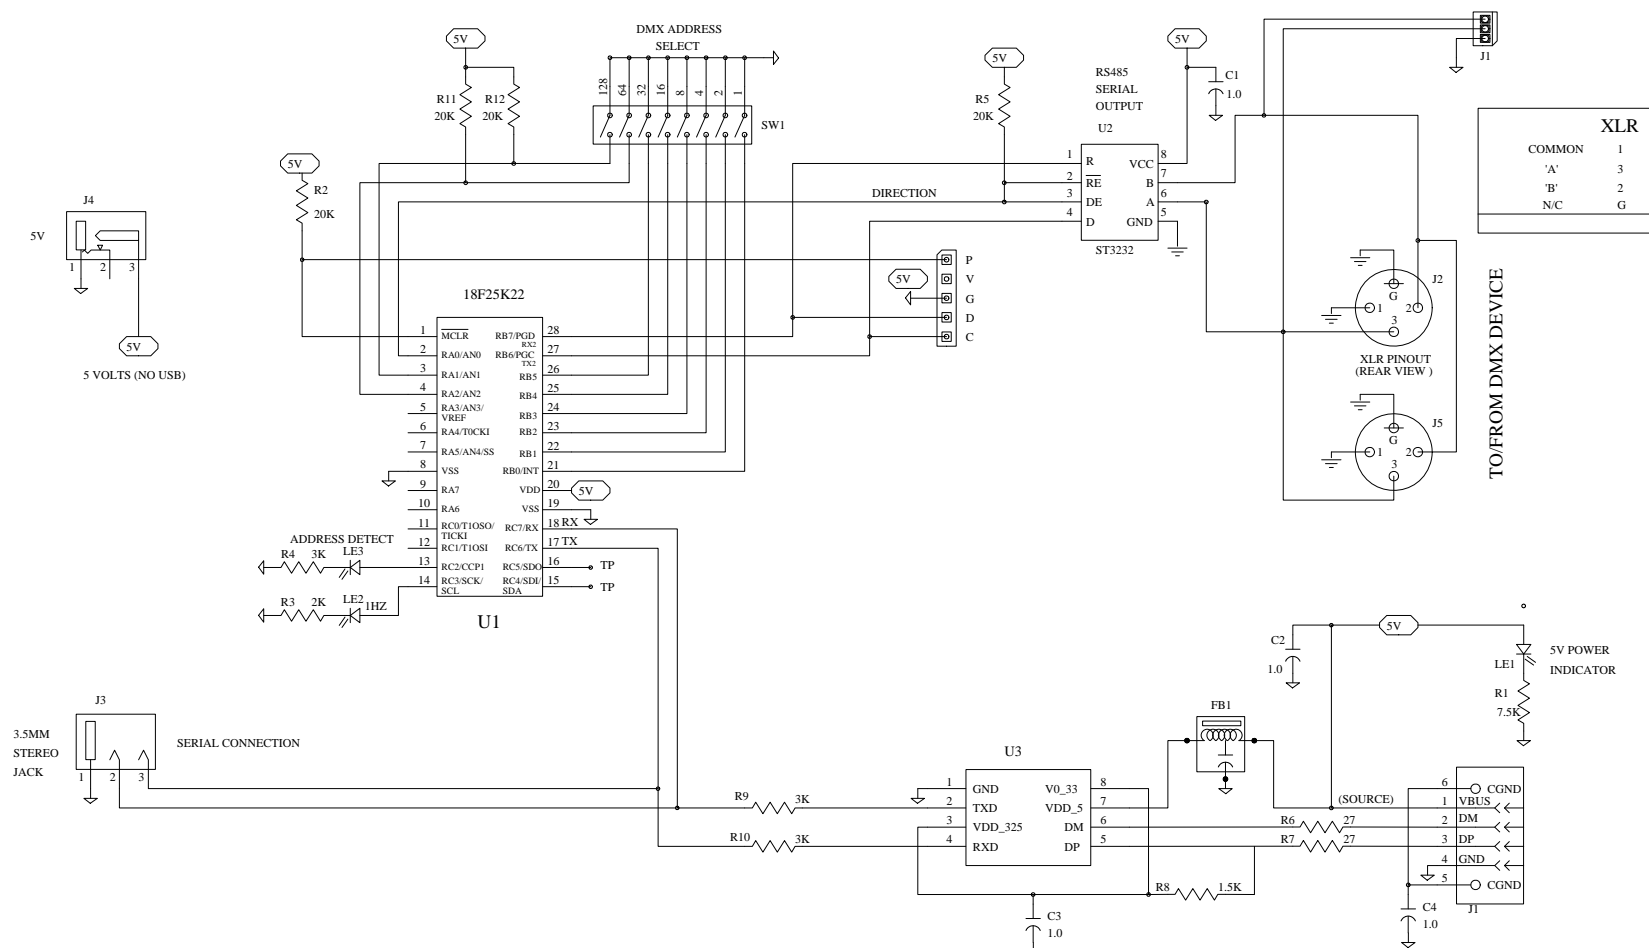 5V
DMX ADDRESS
SELECT
128
64
32
16
8
4
2
1
SW1
R11
20K
R12
20K
5V
R5
20K
RS485
SERIAL
OUTPUT
5V
C1
1.0
J1
U2
1 R
2 RE
3 DE
4 D
VCC 8
B 7
A 6
GND 5
ST3232
DIRECTION
XLR
COMMON 1
'A' 3
'B' 2
N/C G
5V
R2
20K
J4
5V
1 2 3
5V
5 VOLTS (NO USB)
P
V
G
D
C
5V
J2
G
1
2
3
XLR PINOUT
(REAR VIEW )
J5
G
1
2
3
TO/FROM DMX DEVICE
18F25K22
1 MCLR
2 RA0/AN0
3 RA1/AN1
4 RA2/AN2
5 RA3/AN3/
VREF
6 RA4/T0CKI
7 RA5/AN4/SS
8 VSS
9 RA7
10 RA6
11 RC0/T1OSO/
TICKI
12 RC1/T1OSI
13 RC2/CCP1
14 RC3/SCK/
SCL
RB7/PGD 28
RX2
RB6/PGC 27
TX2
RB5 26
RB4 25
RB3 24
RB2 23
RB1 22
RB0/INT 21
VDD 20
5V
VSS 19
RC7/RX 18 RX
RC6/TX 17 TX
RC5/SDO 16 TP
RC4/SDI/ 15 TP
SDA
U1
ADDRESS DETECT
R4 3K LE3
R3 2K LE2
1HZ
J3
3.5MM
STEREO
JACK
1 2 3
SERIAL CONNECTION
R9 3K
R10 3K
U3
1 GND
2 TXD
3 VDD_325
4 RXD
V0_33 8
VDD_5 7
DM 6
DP 5
C3
1.0
R8 1.5K
FB1
C2
1.0
5V
LE1
5V POWER
INDICATOR
R1
7.5K
(SOURCE)
R6 27
R7 27
6 CGND
1 VBUS
2 DM
3 DP
4 GND
5 CGND
J1
C4
1.0